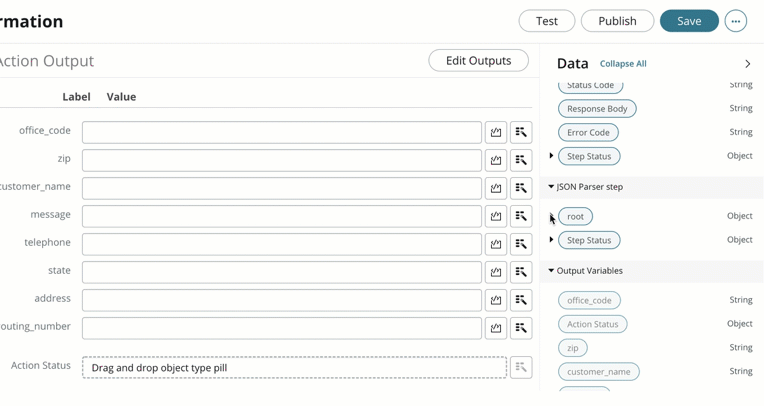 rmation
Test
Publish
Save
Action Output
Edit Outputs
Label Value
office_code
zip
customer_name
message
telephone
state
address
outing_number
Action Status
Drag and drop object type pill
Data Collapse All
Status Code String
Response Body String
Error Code String
Step Status Object
JSON Parser step
root Object
Step Status Object
Output Variables
office_code String
Action Status Object
zip String
customer_name String